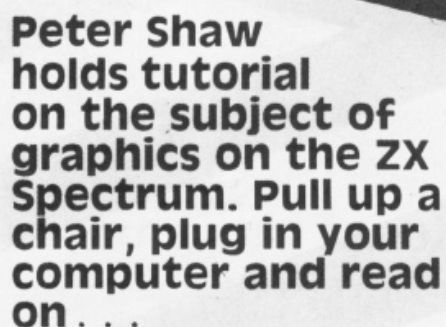 Peter Shaw
holds tutorial
on the subject of
graphics on the ZX
Spectrum. Pull up a
chair, plug in your
computer and read
on . . .